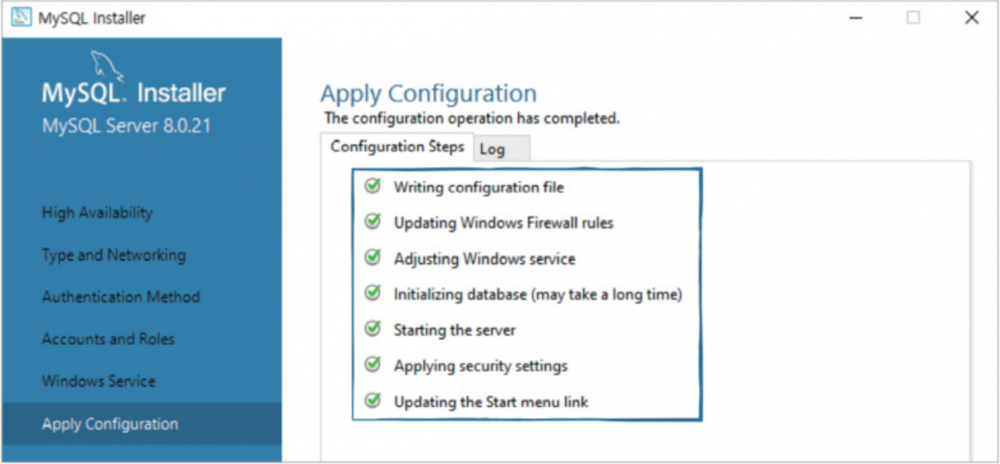 MySQL Installer
MySQL. Installer
MySQL Server 8.0.21
High Availability
Type and Networking
Authentication Method
Accounts and Roles
Windows Service
Apply Configuration
Apply Configuration
The configuration operation has completed.
Configuration Steps
Log
Writing configuration file
Updating Windows Firewall rules
Adjusting Windows service
Initializing database (may take a long time)
Starting the server
Applying security settings
Updating the Start menu link